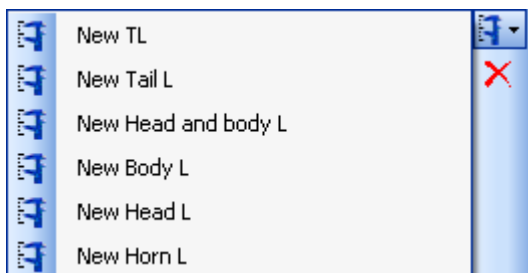 New TL
New Tail L
New Head and body L
New Body L
New Head L
New Horn L